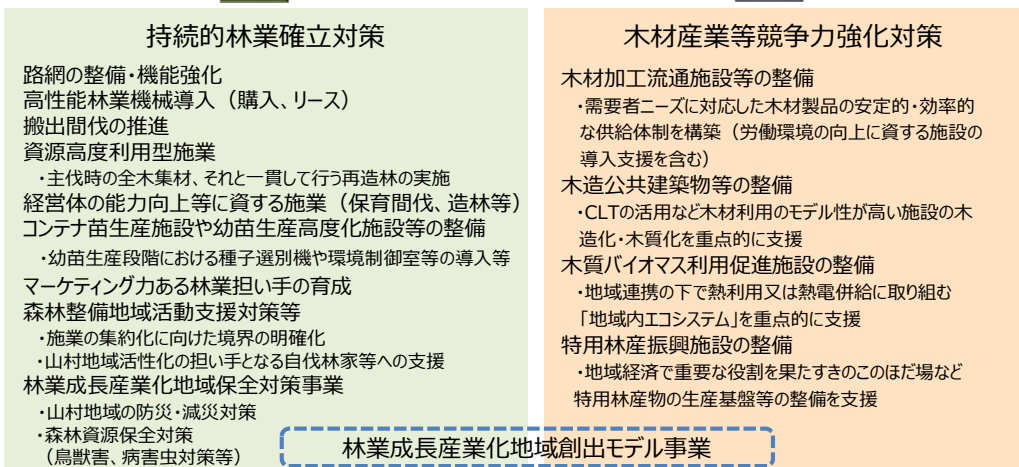 持続的林業確立対策
路網の整備・機能強化
高性能林業機械導入（購入、リース）
搬出間伐の推進
資源高度利用型施業
・主伐時の全木集材、それと一貫して行う再造林の実施
経営体の能力向上等に資する施業（保育間伐、造林等）
コンテナ苗生産施設や幼苗生産高度化施設等の整備
・幼苗生産段階における種子選別機や環境制御室等の導入等
マーケティング力ある林業担い手の育成
森林整備地域活動支援対策等
・施業の集約化に向けた境界の明確化
・山村地域活性化の担い手となる自伐林家等への支援
林業成長産業化地域保全対策事業
・山村地域の防災・減災対策
・森林資源保全対策
（鳥獣害、病害虫対策等）
木材産業等競争力強化対策
木材加工流通施設等の整備
・需要者ニーズに対応した木材製品の安定的・効率的
な供給体制を構築（労働環境の向上に資する施設の
導入支援を含む）
木造公共建築物等の整備
・CLTの活用など木材利用のモデル性が高い施設の木
造化・木質化を重点的に支援
木質バイオマス利用促進施設の整備
・地域連携の下で熱利用又は熱電併給に取り組む
「地域内エコシステム」を重点的に支援
特用林産振興施設の整備
・地域経済で重要な役割を果たすきのこのほだ場など
特用林産物の生産基盤等の整備を支援
林業成長産業化地域創出モデル事業